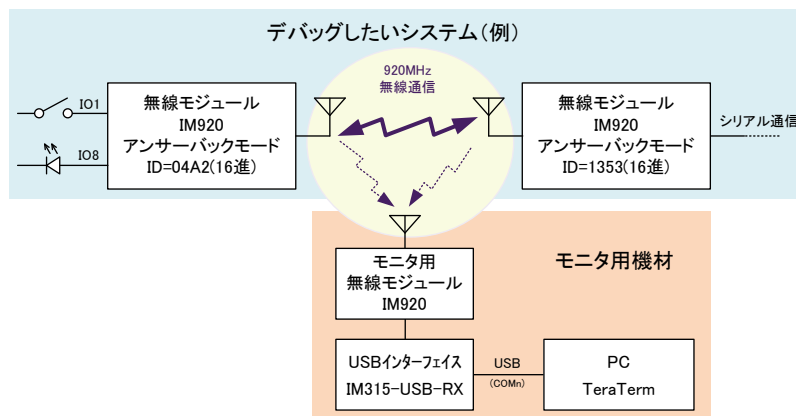 デバッグしたいシステム（例）
920MHz
無線通信
IO1
IO8
無線モジュール
IM920
アンサーバックモード
ID=04A2(16進)
無線モジュール
IM920
アンサーバックモード
ID=1353(16進)
シリアル通信
モニタ用
無線モジュール
IM920
モニタ用機材
USBインターフェイス
IM315-USB-RX
USB
(COMn)
PC
TeraTerm